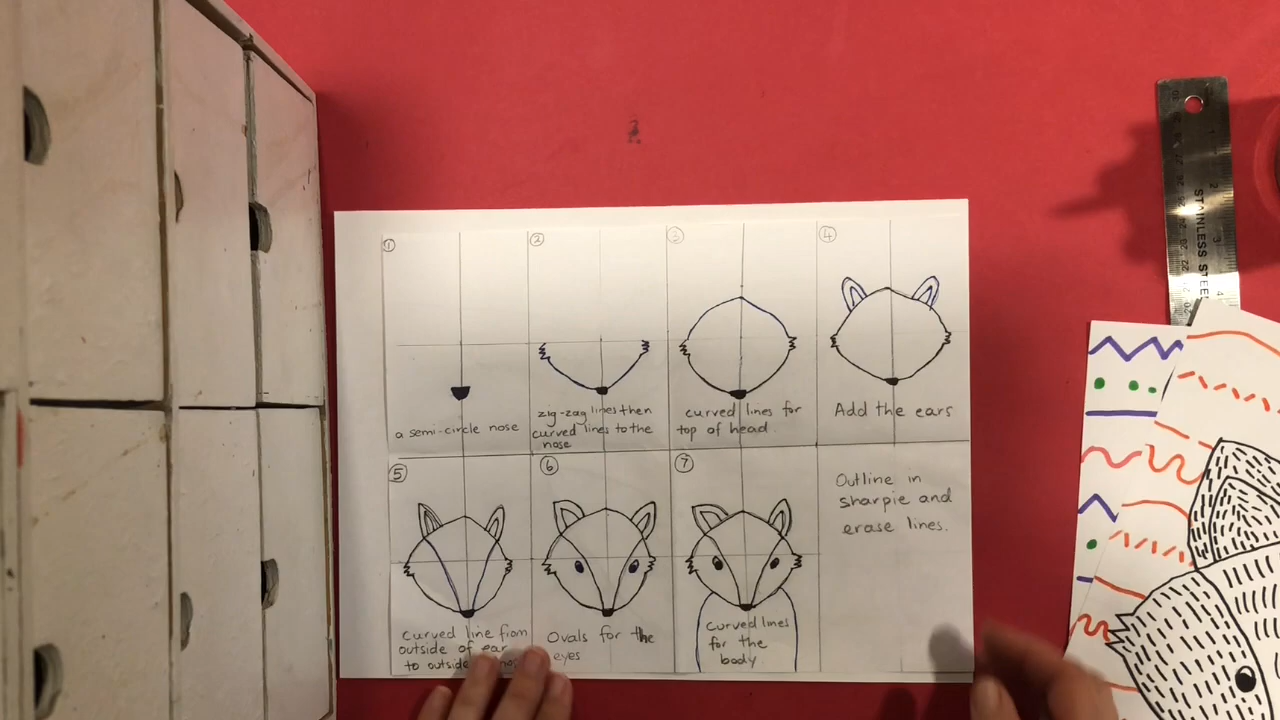 ①
a semi-circle nose
②
zig-zag lines then
curved lines to the
nose
③
curved lines for
top of head.
④
Add the ears
⑤
curved line from
outside of ear
to outside
⑥
Ovals for the
eyes
⑦
Curved lines
for the
body
Outline in
sharpie and
erase lines.
STAINLESS STEE